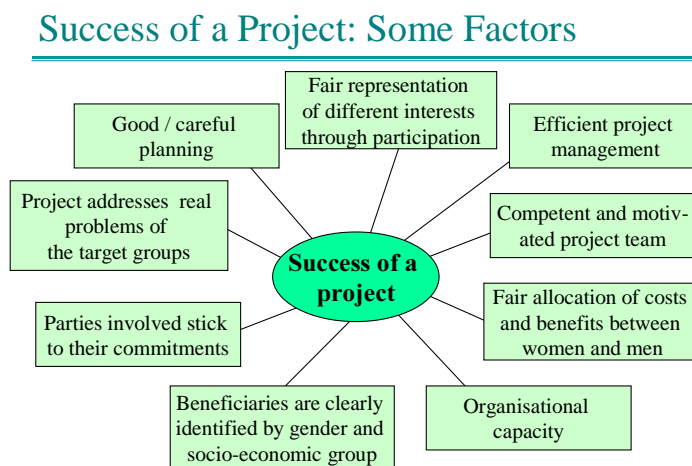 Success of a Project: Some Factors
Fair representation
of different interests
through participation
Good / careful
planning
Efficient project
management
Project addresses real
problems of
the target groups
Competent and motiv-
ated project team
Success of a
project
Parties involved stick
to their commitments
Fair allocation of costs
and benefits between
women and men
Beneficiaries are clearly
identified by gender and
socio-economic group
Organisational
capacity